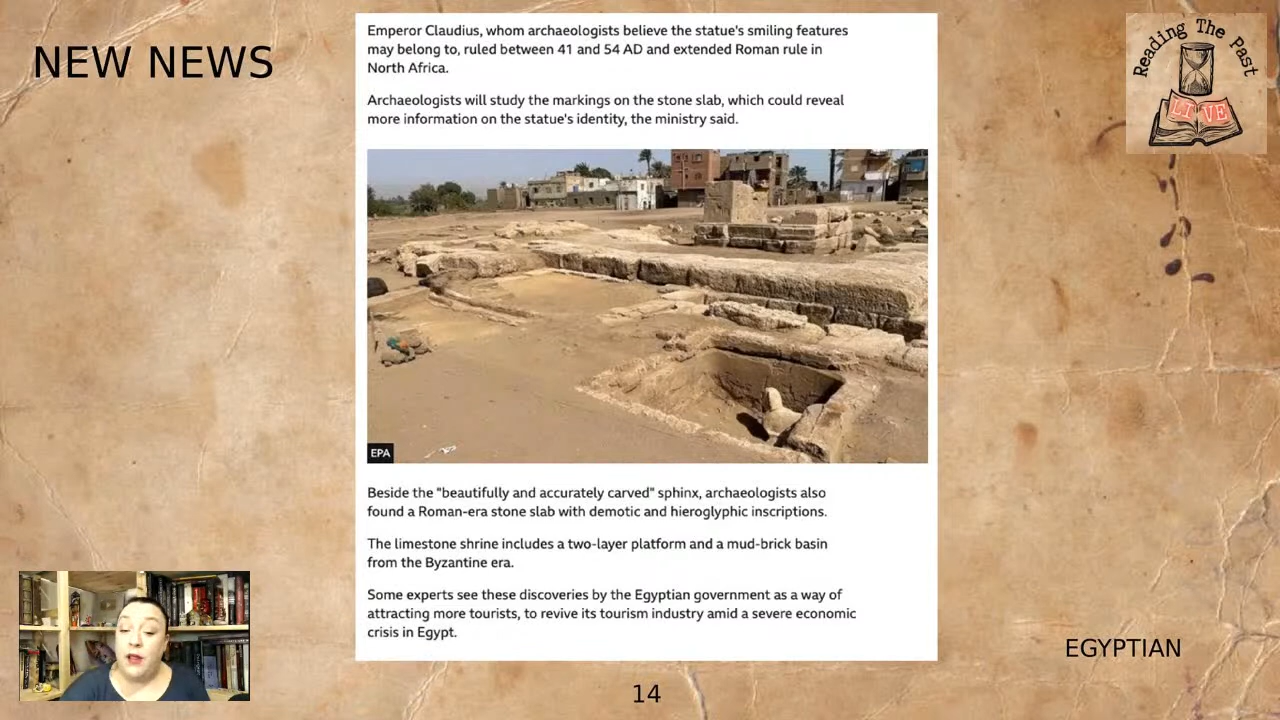 NEW NEWS
Emperor Claudius, whom archaeologists believe the statue's smiling features
may belong to, ruled between 41 and 54 AD and extended Roman rule in
North Africa.
Archaeologists will study the markings on the stone slab, which could reveal
more information on the statue's identity, the ministry said.
Reading The Past
LIVE
EPA
Beside the "beautifully and accurately carved" sphinx, archaeologists also
found a Roman-era stone slab with demotic and hieroglyphic inscriptions.
The limestone shrine includes a two-layer platform and a mud-brick basin
from the Byzantine era.
Some experts see these discoveries by the Egyptian government as a way of
attracting more tourists, to revive its tourism industry amid a severe economic
crisis in Egypt.
EGYPTIAN
14